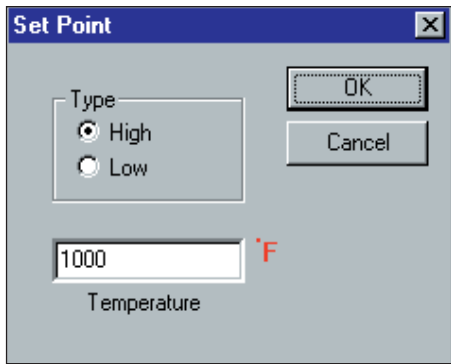 Set Point
Type
High
Low
OK
Cancel
1000 °F
Temperature